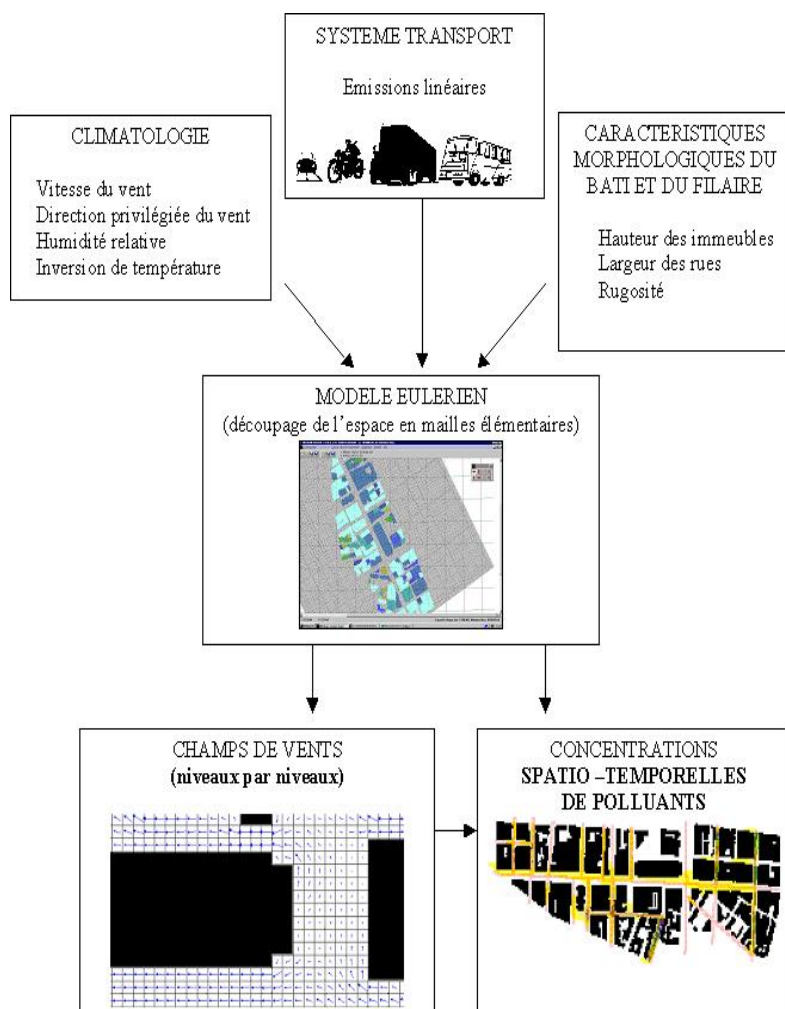 SYSTEME TRANSPORT
Emissions linéaires
CLIMATOLOGIE
Vitesse du vent
Direction privilégiée du vent
Humidité relative
Inversion de température
CARACTERISTIQUES
MORPHOLOGIQUES DU
BATI ET DU FILAIRE
Hauteur des immeubles
Largeur des rues
Rugosité
MODELE EULERIEN
(découpage de l’espace en mailles élémentaires)
CHAMPS DE VENTS
(niveaux par niveaux)
CONCENTRATIONS
SPATIO –TEMPORELLES
DE POLLUANTS